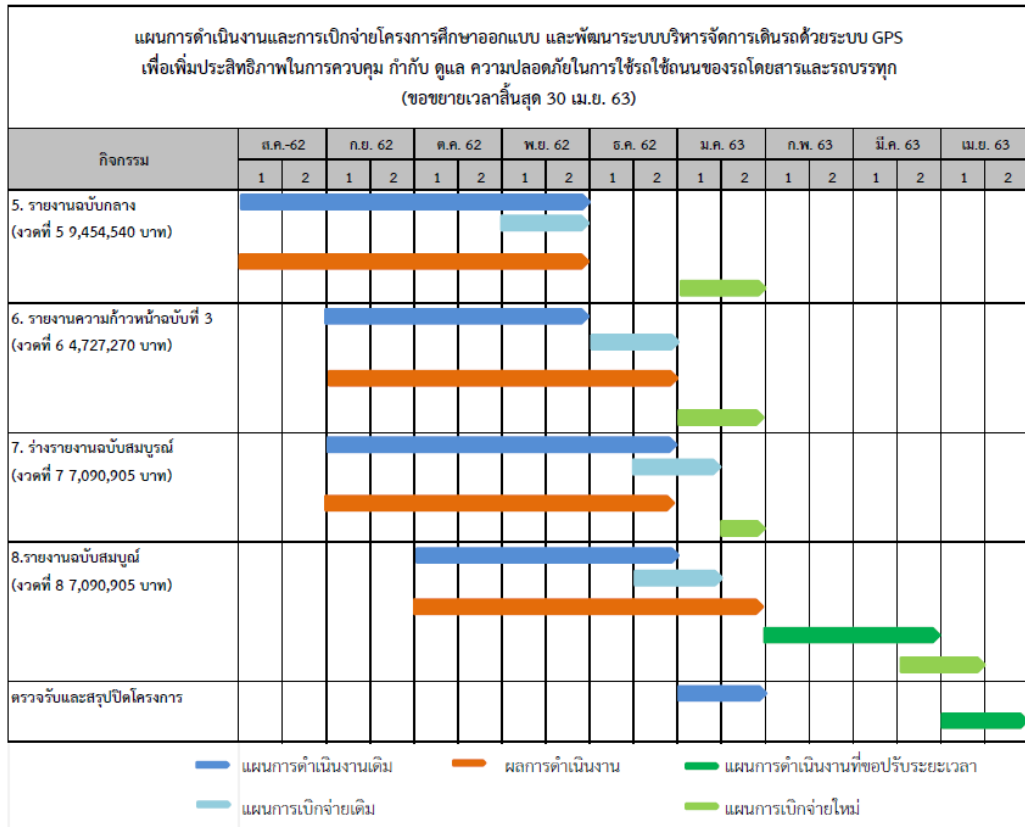 แผนการดำเนินงานและการเบิกจ่ายโครงการศึกษาออกแบบ และพัฒนาระบบบริหารจัดการเดินรถด้วยระบบ GPS
เพื่อเพิ่มประสิทธิภาพในการควบคุม กำกับ ดูแล ความปลอดภัยในการใช้รถใช้ถนนของรถโดยสารและรถบรรทุก
(ขอขยายเวลาสิ้นสุด 30 เม.ย. 63)
กิจกรรม
ส.ค.-62 ก.ย. 62 ต.ค. 62 พ.ย. 62 ธ.ค. 62 ม.ค. 63 ก.พ. 63 มี.ค. 63 เม.ย. 63
1 2 1 2 1 2 1 2 1 2 1 2 1 2 1 2 1 2
5. รายงานฉบับกลาง
(งวดที่ 5 9,454,540 บาท)
6. รายงานความก้าวหน้าฉบับที่ 3
(งวดที่ 6 4,727,270 บาท)
7. ร่างรายงานฉบับสมบูรณ์
(งวดที่ 7 7,090,905 บาท)
8.รายงานฉบับสมบูณ์
(งวดที่ 8 7,090,905 บาท)
ตรวจรับและสรุปปิดโครงการ
แผนการดำเนินงานเดิม ผลการดำเนินงาน แผนการดำเนินงานที่ขอปรับระยะเวลา
แผนการเบิกจ่ายเดิม แผนการเบิกจ่ายใหม่